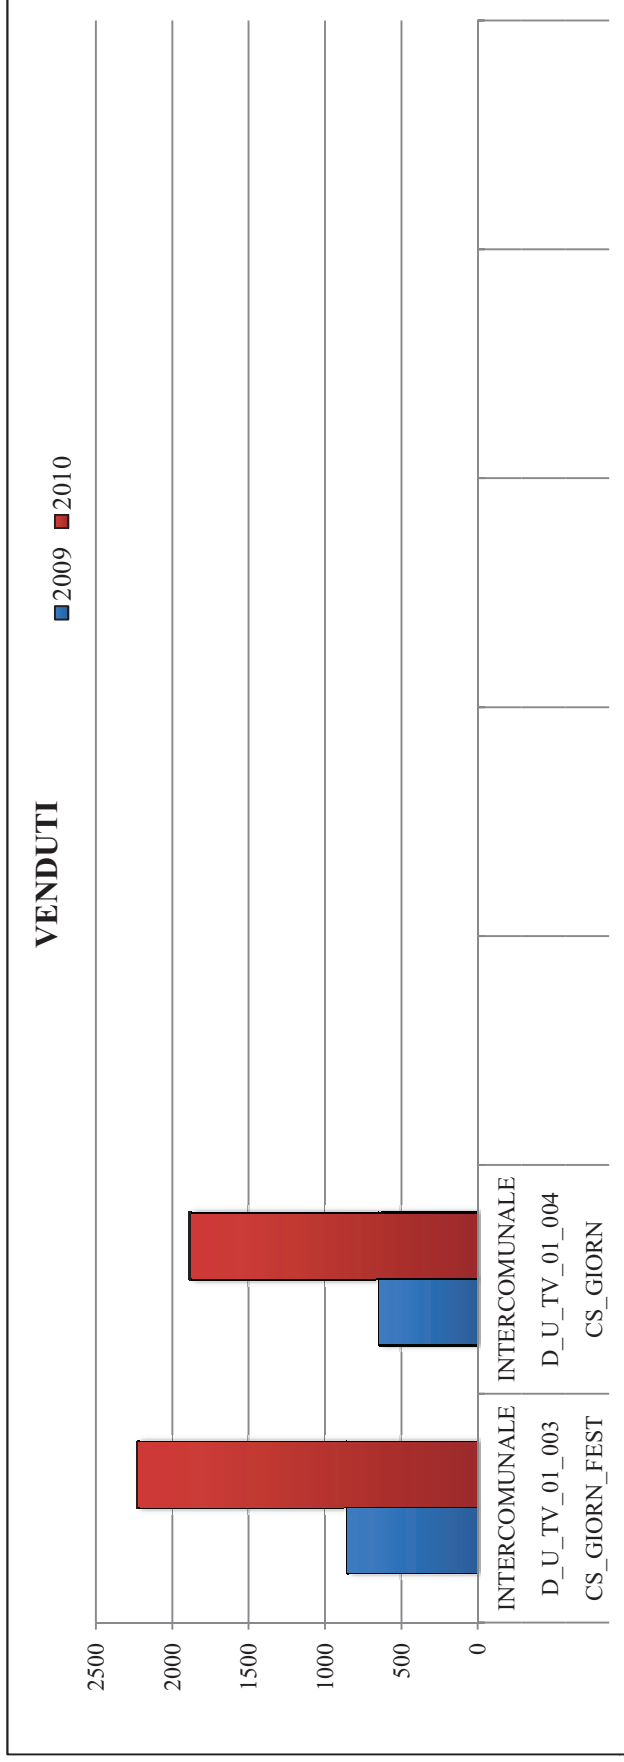 VENDUTI
2009 2010
2500
2000
1500
1000
500
0
INTERCOMUNALE
D_U_TV_01_003
CS_GIORN_FEST
INTERCOMUNALE
D_U_TV_01_004
CS_GIORN